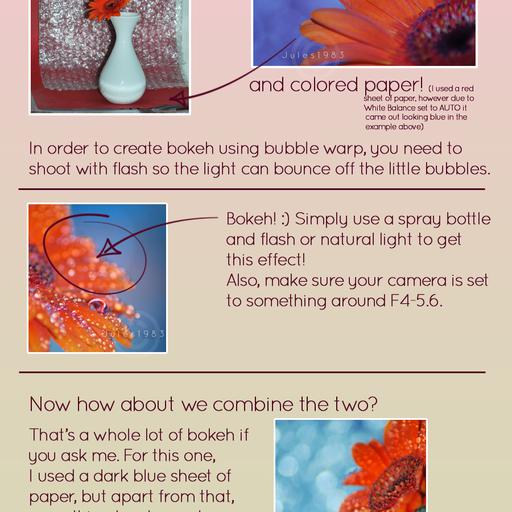 Jules1983
and colored paper! (I used a red
sheet of paper, however due to
White Balance set to AUTO it
came out looking blue in the
example above)
In order to create bokeh using bubble warp, you need to
shoot with flash so the light can bounce off the little bubbles.
Bokeh! :) Simply use a spray bottle
and flash or natural light to get
this effect!
Also, make sure your camera is set
to something around F4-5.6.
Jules1983
Now how about we combine the two?
That's a whole lot of bokeh if
you ask me. For this one,
I used a dark blue sheet of
paper, but apart from that,